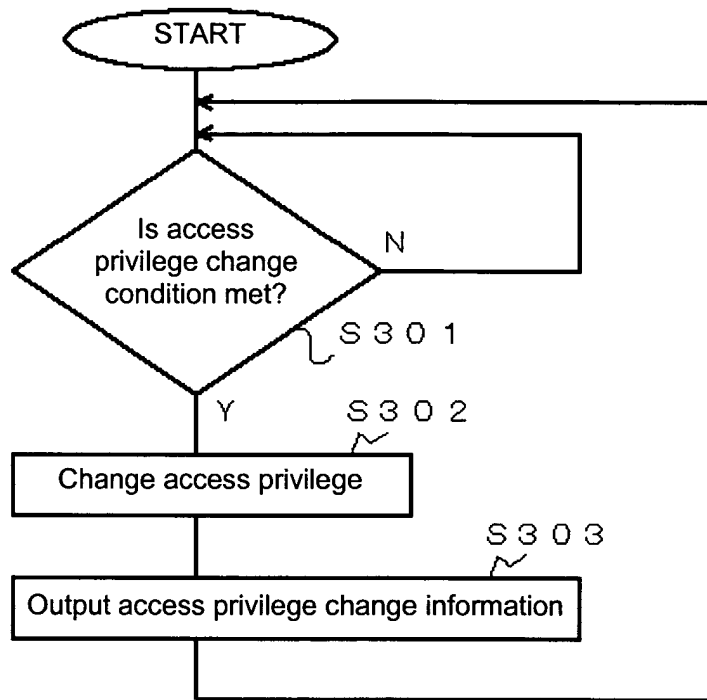 START
Is access
privilege change
condition met?
N
S301
Y
S302
Change access privilege
S303
Output access privilege change information